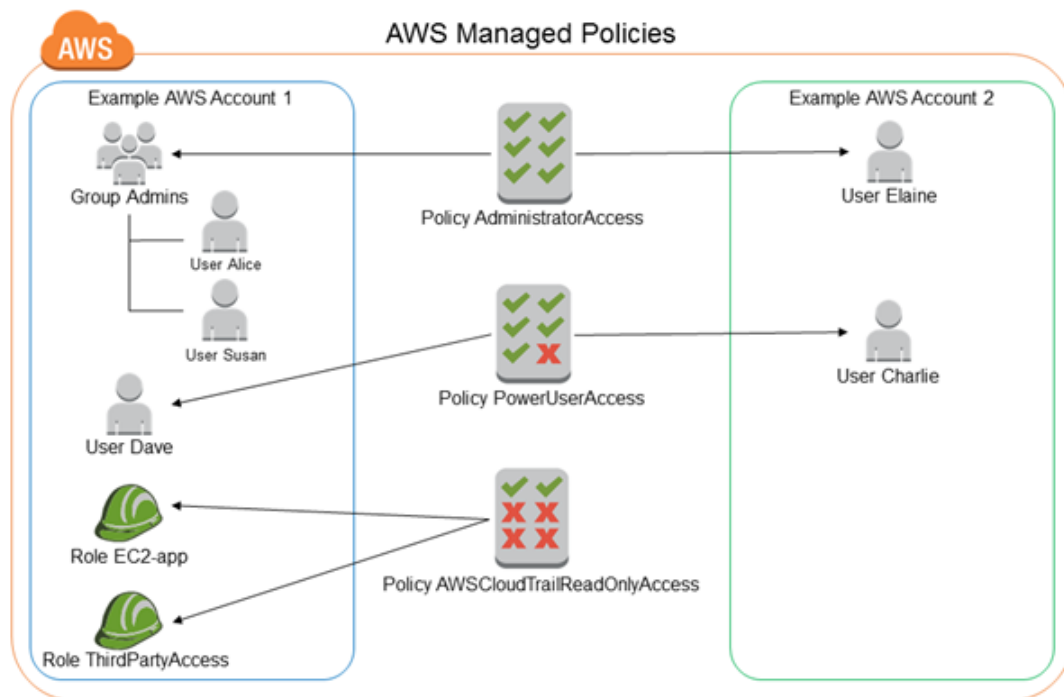 AWS
AWS Managed Policies
Example AWS Account 1
Example AWS Account 2
Group Admins
User Alice
User Susan
User Dave
Role EC2-app
Role ThirdPartyAccess
Policy AdministratorAccess
Policy PowerUserAccess
Policy AWSCloudTrailReadOnlyAccess
User Elaine
User Charlie